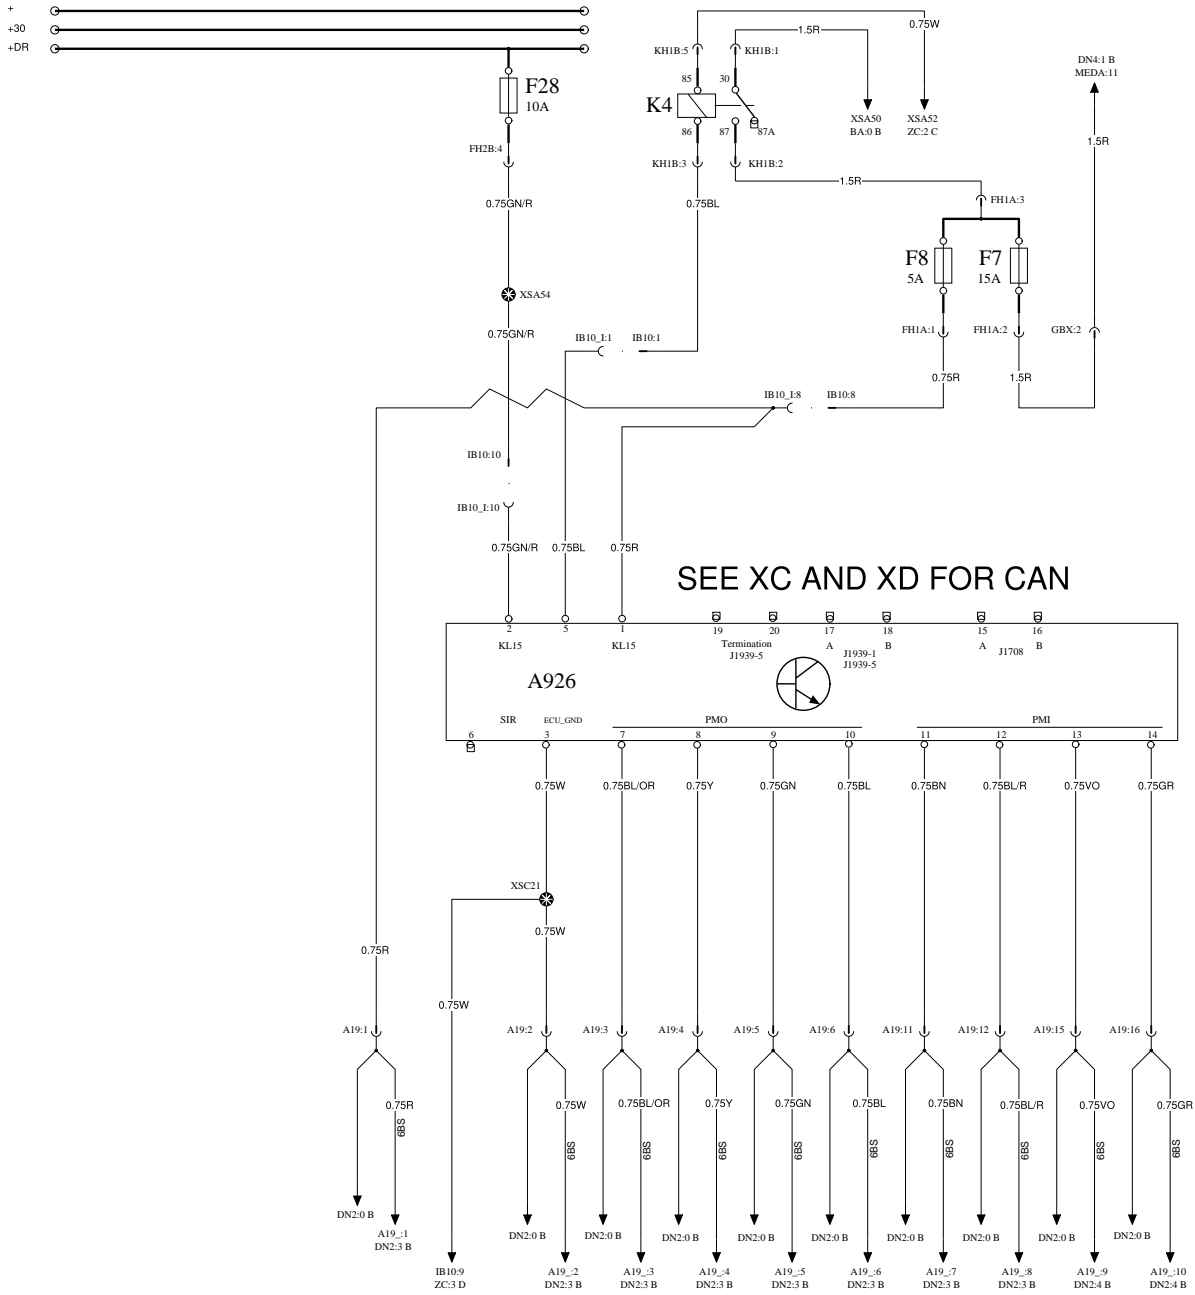 +
+30
+DR
F28
10A
FH2B:4
0.75GN/R
XSA54
0.75GN/R
KH1B:5
KH1B:1
1.5R
0.75W
85
30
K4
86
87
87A
XSA50
BA:0 B
XSA52
ZC:2 C
DN4:1 B
MEDA:11
1.5R
KH1B:3
KH1B:2
1.5R
0.75BL
FH1A:3
F8
5A
F7
15A
FH1A:1
FH1A:2
GBX:2
IB10_I:1
IB10:1
0.75R
1.5R
IB10_I:8
IB10:8
IB10:10
IB10_I:10
0.75GN/R
0.75BL
0.75R
SEE XC AND XD FOR CAN
2
5
1
19
20
17
18
15
16
KL15
KL15
Termination
J1939-5
A
J1939-1
J1939-5
B
A
J1708
B
A926
SIR
ECU_GND
PMO
PMI
6
3
7
8
9
10
11
12
13
14
0.75W
0.75BL/OR
0.75Y
0.75GN
0.75BL
0.75BN
0.75BL/R
0.75VO
0.75GR
XSC21
0.75W
0.75R
0.75W
A19:1
A19:2
A19:3
A19:4
A19:5
A19:6
A19:11
A19:12
A19:15
A19:16
0.75R
0.75W
0.75BL/OR
0.75Y
0.75GN
0.75BL
0.75BN
0.75BL/R
0.75VO
0.75GR
6BS
6BS
6BS
6BS
6BS
6BS
6BS
6BS
6BS
6BS
DN2:0 B
A19_:1
DN2:3 B
DN2:0 B
DN2:0 B
DN2:0 B
DN2:0 B
DN2:0 B
DN2:0 B
DN2:0 B
DN2:0 B
DN2:0 B
IB10:9
ZC:3 D
A19_:2
DN2:3 B
A19_:3
DN2:3 B
A19_:4
DN2:3 B
A19_:5
DN2:3 B
A19_:6
DN2:3 B
A19_:7
DN2:3 B
A19_:8
DN2:3 B
A19_:9
DN2:4 B
A19_:10
DN2:4 B